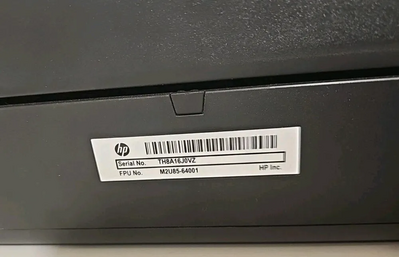 hp
Serial No. TH8A16J0VZ
FPU No. M2U85-64001 HP Inc.